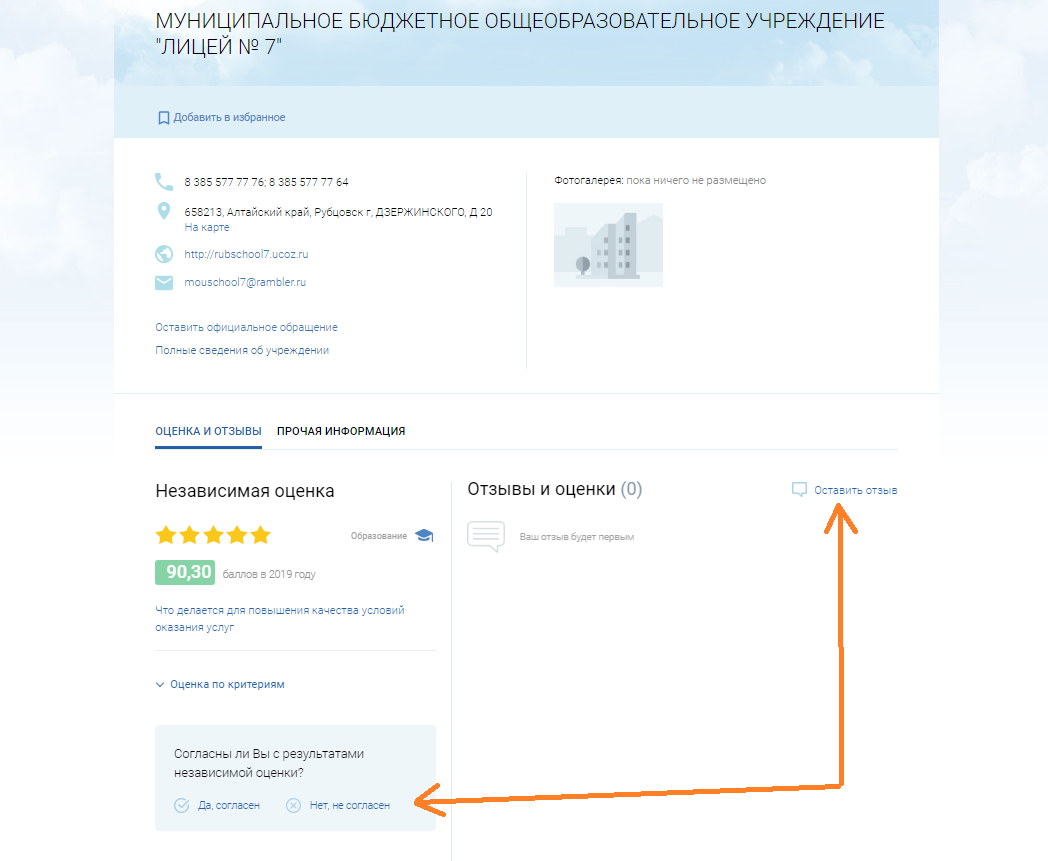 МУНИЦИПАЛЬНОЕ БЮДЖЕТНОЕ ОБЩЕОБРАЗОВАТЕЛЬНОЕ УЧРЕЖДЕНИЕ
"ЛИЦЕЙ № 7"
Добавить в избранное
8 385 577 77 76; 8 385 577 77 64
658213, Алтайский край, Рубцовск г, ДЗЕРЖИНСКОГО, Д 20
На карте
http://rubschool7.ucoz.ru
mouschool7@rambler.ru
Оставить официальное обращение
Полные сведения об учреждении
Фотогалерея: пока ничего не размещено
ОЦЕНКА И ОТЗЫВЫ ПРОЧАЯ ИНФОРМАЦИЯ
Независимая оценка
Образование
90,30 баллов в 2019 году
Что делается для повышения качества условий
оказания услуг
Оценка по критериям
Согласны ли Вы с результатами
независимой оценки?
Да, согласен Нет, не согласен
Отзывы и оценки (0)
Оставить отзыв
Ваш отзыв будет первым